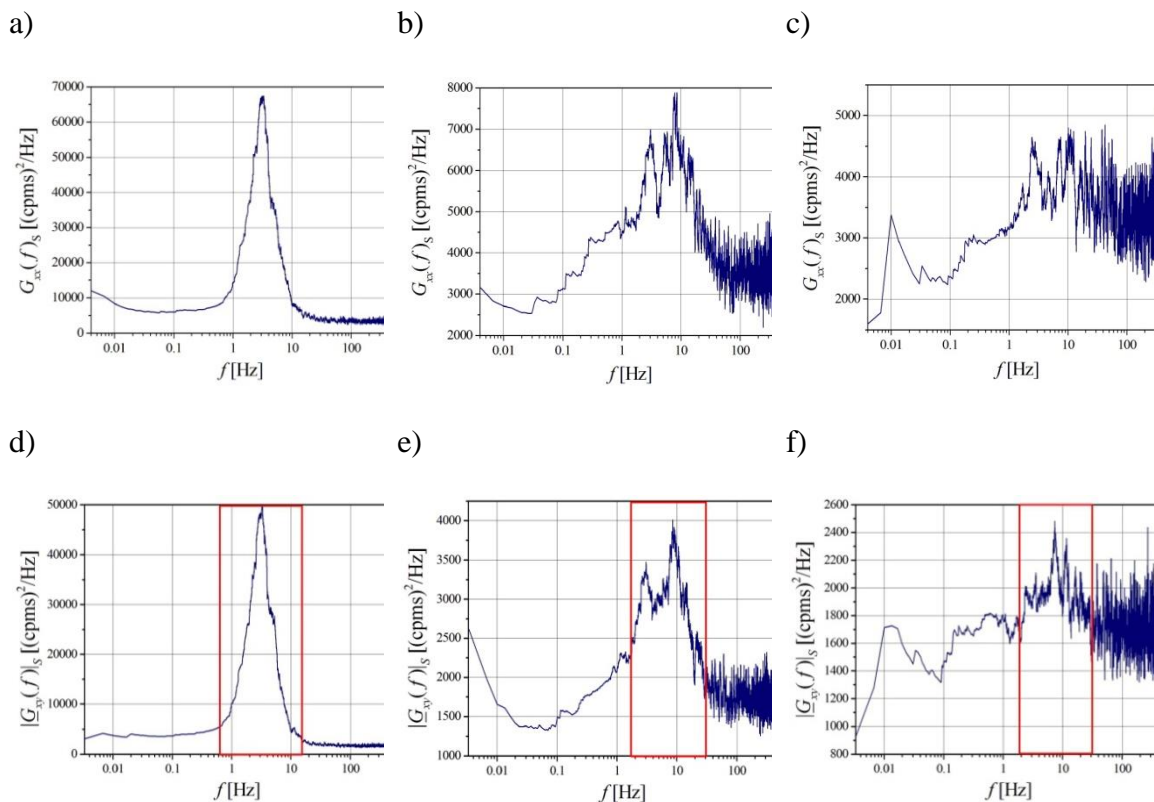 a)
b)
c)
70000
60000
50000
40000
30000
20000
10000
0
G_xx(f)_S [(cpms)²/Hz]
0.01 0.1 1 10 100
f [Hz]
8000
7000
6000
5000
4000
3000
2000
G_xx(f)_S [(cpms)²/Hz]
0.01 0.1 1 10 100
f [Hz]
5000
4000
3000
2000
G_xx(f)_S [(cpms)²/Hz]
0.01 0.1 1 10 100
f [Hz]
d)
e)
f)
50000
40000
30000
20000
10000
0
|G_xy(f)|_S [(cpms)²/Hz]
0.01 0.1 1 10 100
f [Hz]
4000
3500
3000
2500
2000
1500
1000
|G_xy(f)|_S [(cpms)²/Hz]
0.01 0.1 1 10 100
f [Hz]
2600
2400
2200
2000
1800
1600
1400
1200
1000
800
|G_xy(f)|_S [(cpms)²/Hz]
0.01 0.1 1 10 100
f [Hz]